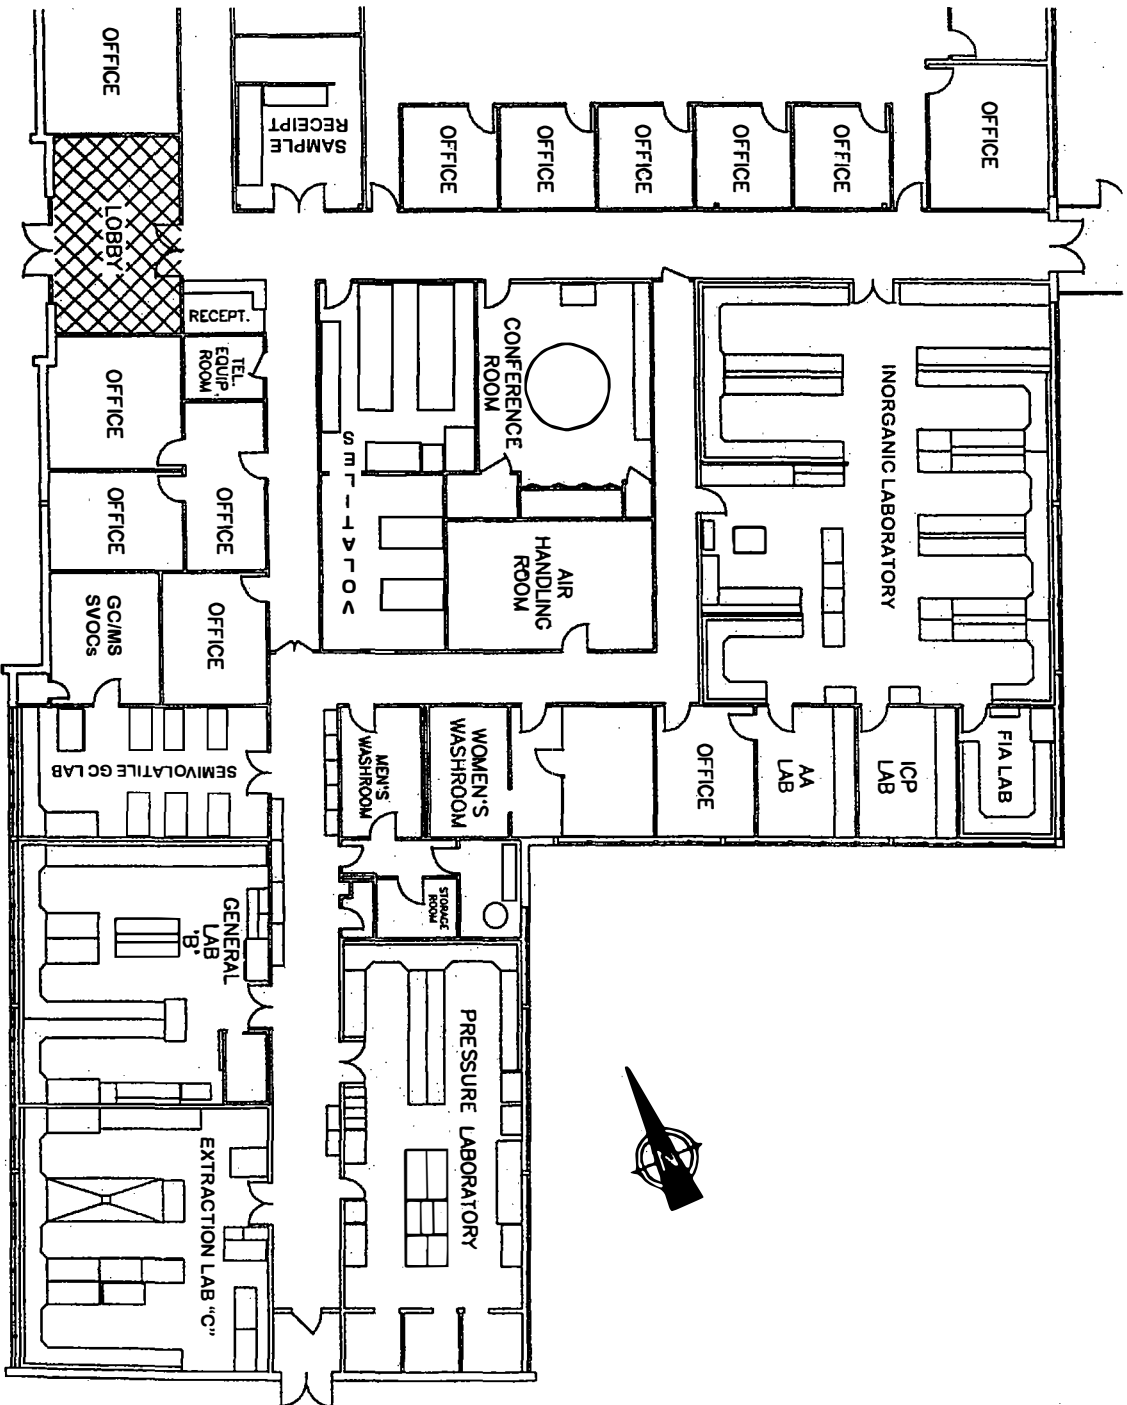 OFFICE
SAMPLE
RECEIPT
OFFICE
OFFICE
OFFICE
OFFICE
OFFICE
OFFICE
LOBBY
RECEPT.
TEL.
EQUIP.
ROOM
OFFICE
OFFICE
OFFICE
VOLATILES
CONFERENCE
ROOM
AIR
HANDLING
ROOM
INORGANIC LABORATORY
GC/MS
SVOCs
OFFICE
SEMIVOLATILE GC LAB
MEN'S
WASHROOM
WOMEN'S
WASHROOM
OFFICE
AA
LAB
ICP
LAB
FIA LAB
STORAGE
ROOM
GENERAL
LAB
'B'
PRESSURE LABORATORY
EXTRACTION LAB "C"
N